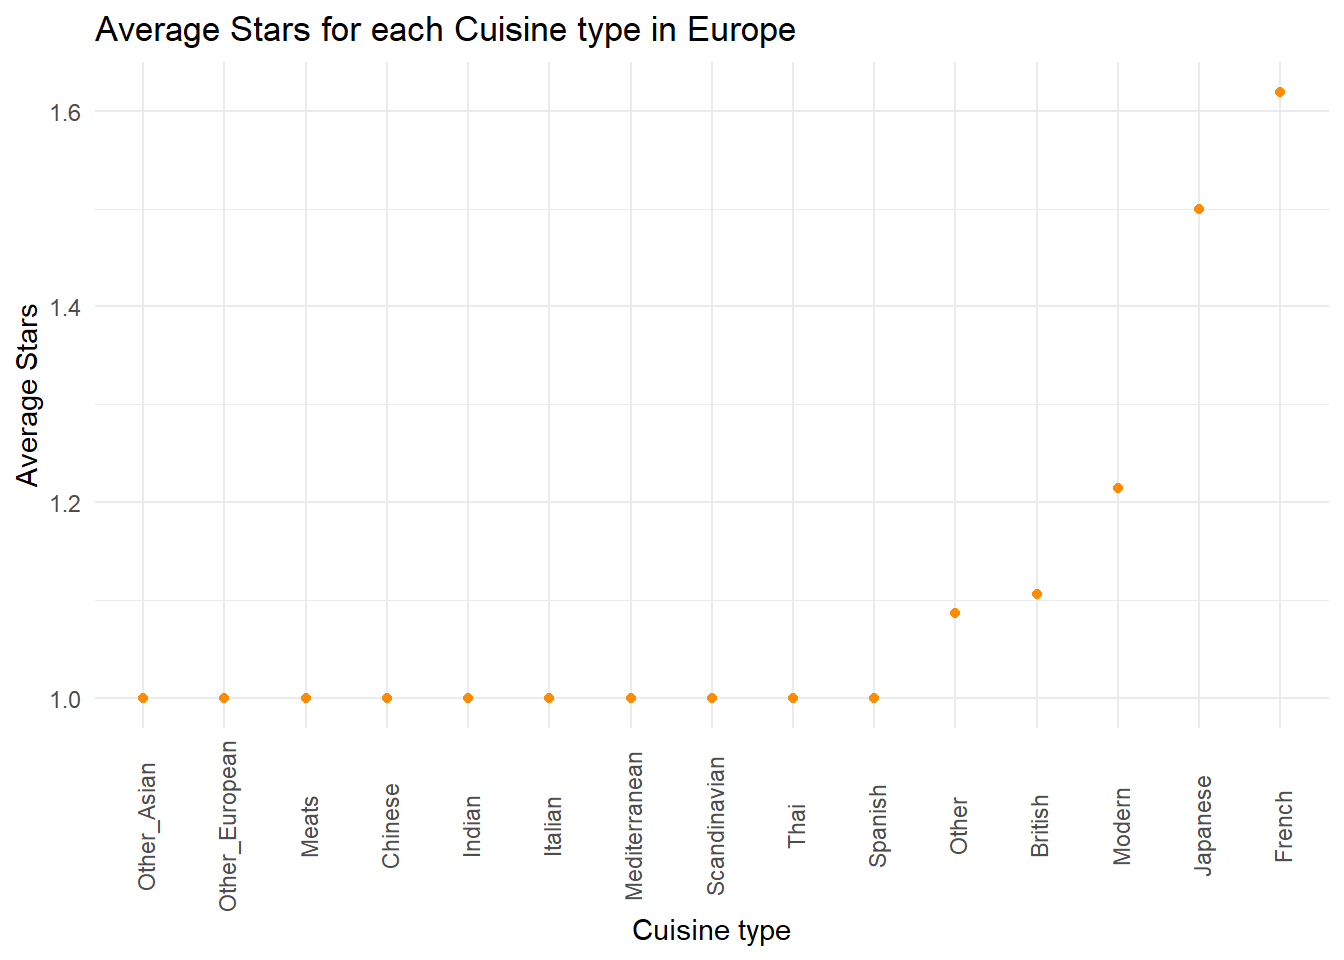 Average Stars for each Cuisine type in Europe
Average Stars
1.6
1.4
1.2
1.0
Other_Asian
Other_European
Meats
Chinese
Indian
Italian
Mediterranean
Scandinavian
Thai
Spanish
Other
British
Modern
Japanese
French
Cuisine type